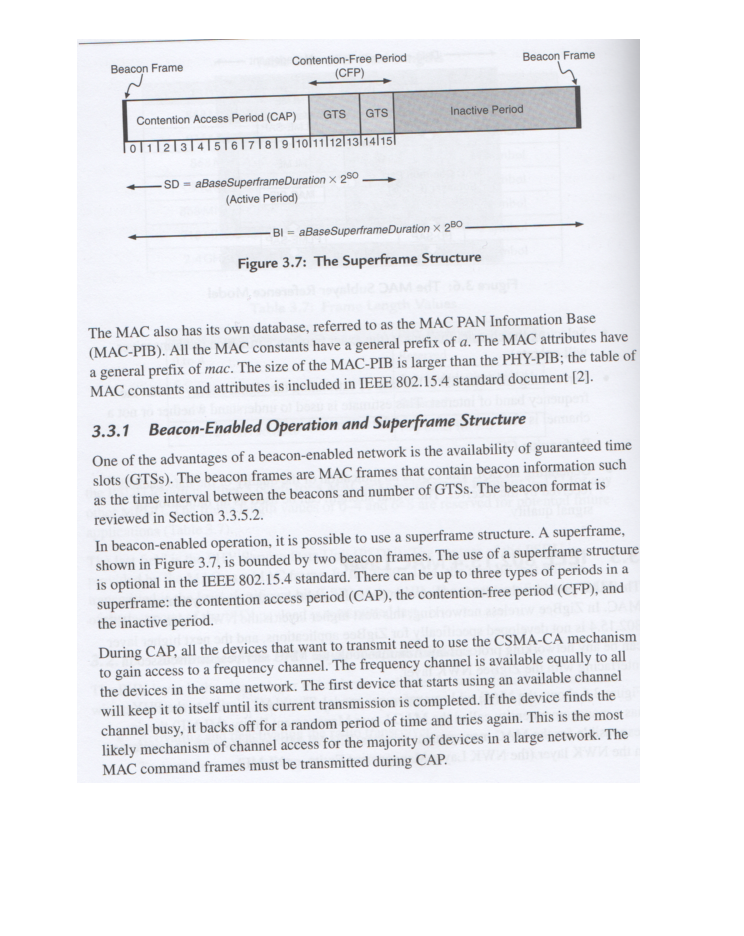 Beacon Frame
Contention-Free Period
(CFP)
Beacon Frame
Contention Access Period (CAP)
GTS
GTS
Inactive Period
0 1 2 3 4 5 6 7 8 9 10 11 12 13 14 15
SD = aBaseSuperframeDuration × 2^SO
(Active Period)
BI = aBaseSuperframeDuration × 2^BO
Figure 3.7: The Superframe Structure
The MAC also has its own database, referred to as the MAC PAN Information Base
(MAC-PIB). All the MAC constants have a general prefix of a. The MAC attributes have
a general prefix of mac. The size of the MAC-PIB is larger than the PHY-PIB; the table of
MAC constants and attributes is included in IEEE 802.15.4 standard document [2].
3.3.1 Beacon-Enabled Operation and Superframe Structure
One of the advantages of a beacon-enabled network is the availability of guaranteed time
slots (GTSs). The beacon frames are MAC frames that contain beacon information such
as the time interval between the beacons and number of GTSs. The beacon format is
reviewed in Section 3.3.5.2.
In beacon-enabled operation, it is possible to use a superframe structure. A superframe,
shown in Figure 3.7, is bounded by two beacon frames. The use of a superframe structure
is optional in the IEEE 802.15.4 standard. There can be up to three types of periods in a
superframe: the contention access period (CAP), the contention-free period (CFP), and
the inactive period.
During CAP, all the devices that want to transmit need to use the CSMA-CA mechanism
to gain access to a frequency channel. The frequency channel is available equally to all
the devices in the same network. The first device that starts using an available channel
will keep it to itself until its current transmission is completed. If the device finds the
channel busy, it backs off for a random period of time and tries again. This is the most
likely mechanism of channel access for the majority of devices in a large network. The
MAC command frames must be transmitted during CAP.